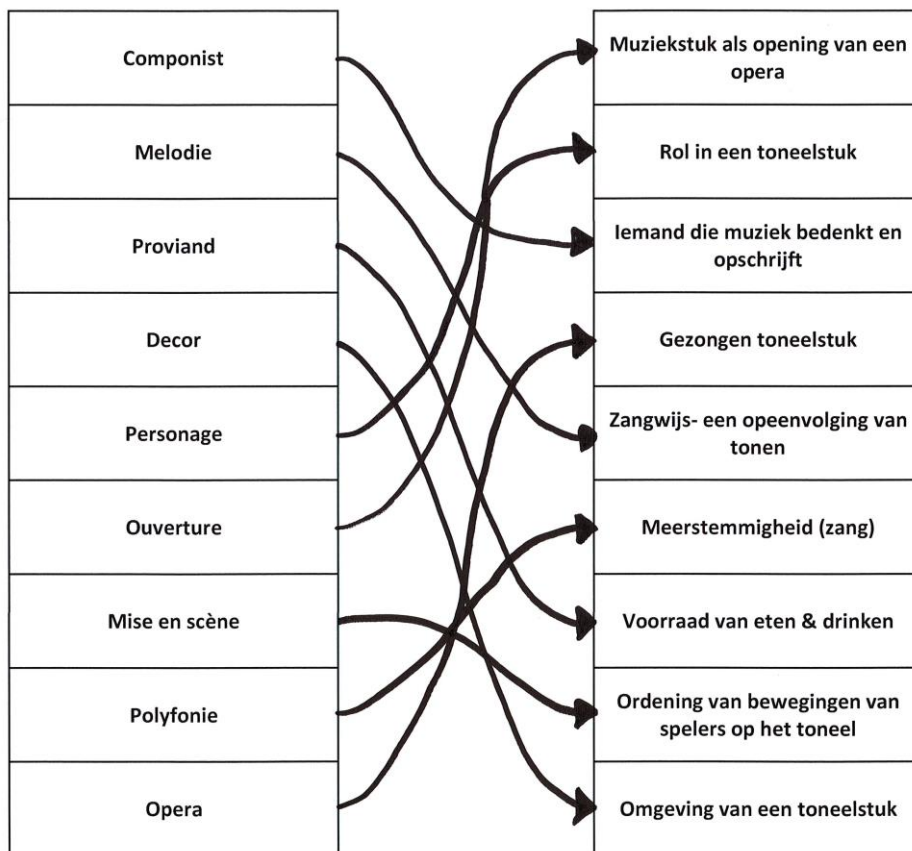 Componist
Melodie
Proviand
Decor
Personage
Ouverture
Mise en scène
Polyfonie
Opera
Muziekstuk als opening van een
opera
Rol in een toneelstuk
Iemand die muziek bedenkt en
opschrijft
Gezongen toneelstuk
Zangwijs- een opeenvolging van
tonen
Meerstemmigheid (zang)
Voorraad van eten & drinken
Ordening van bewegingen van
spelers op het toneel
Omgeving van een toneelstuk